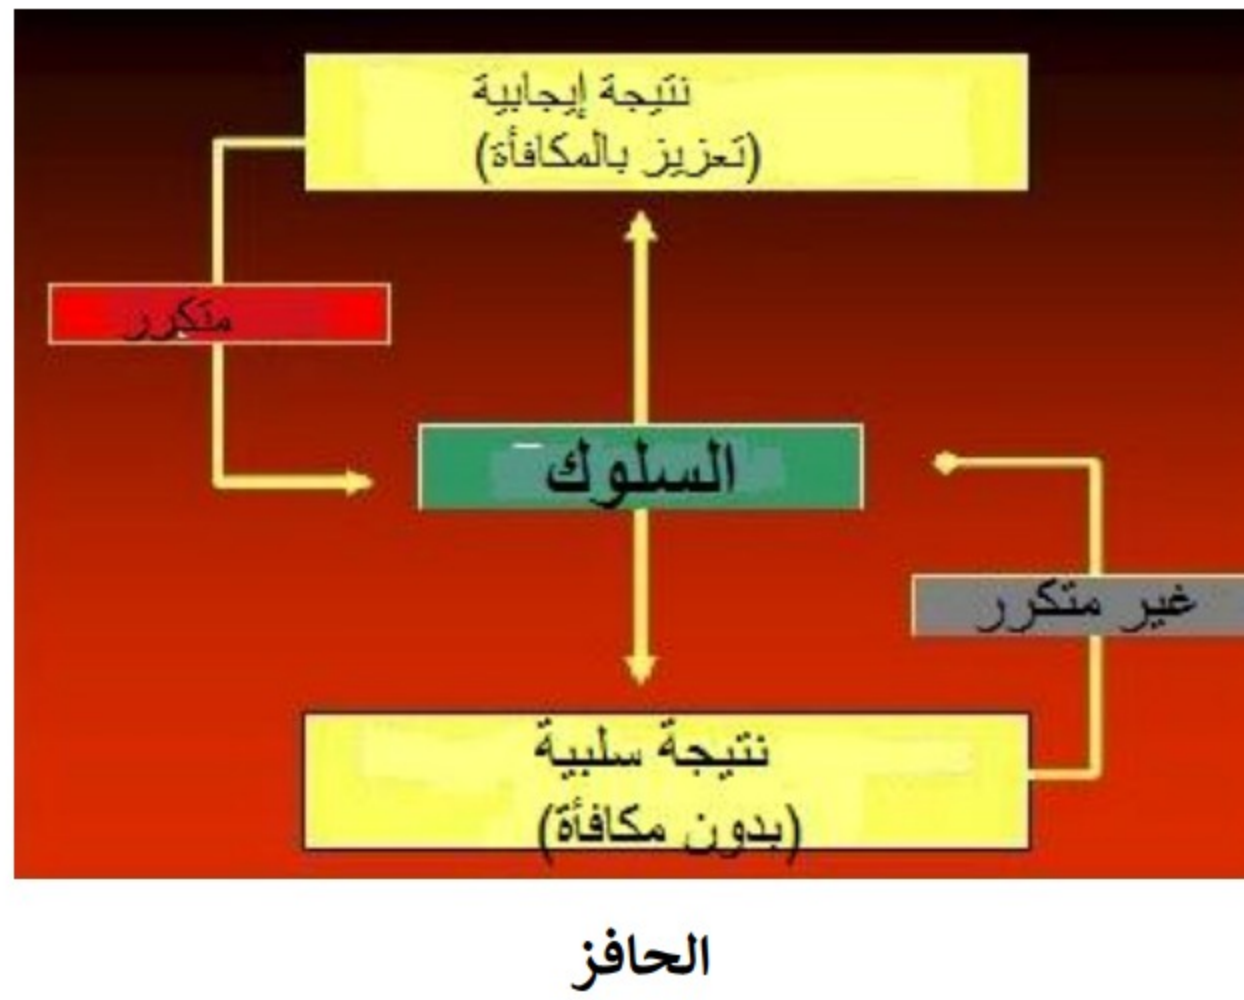 نتيجة إيجابية
(تعزيز بالمكافأة)
متكرر
السلوك
غير متكرر
نتيجة سلبية
(بدون مكافأة)
الحافز